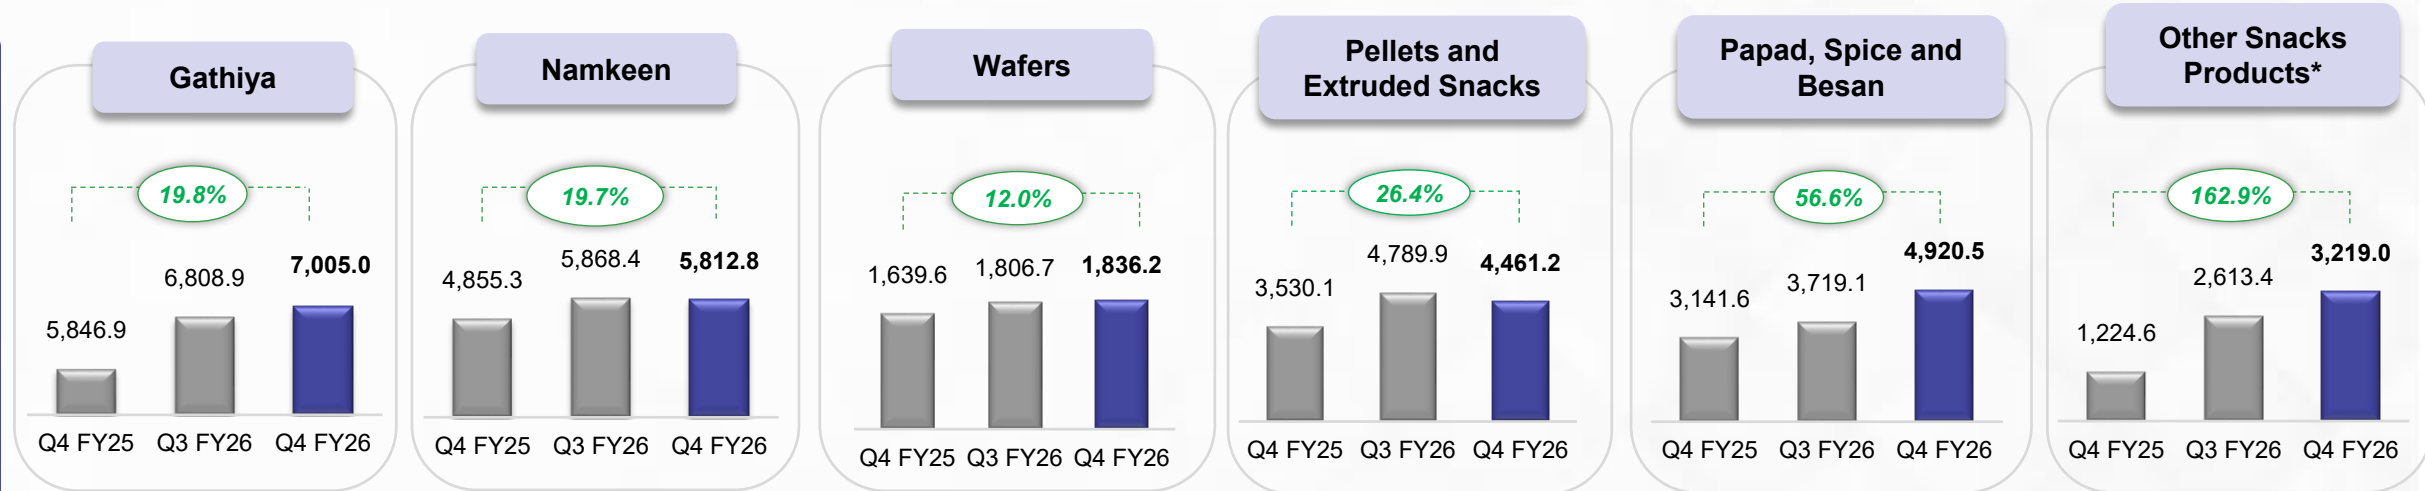 Gathiya
19.8%
5,846.9
6,808.9
7,005.0
Q4 FY25 Q3 FY26 Q4 FY26
Namkeen
19.7%
4,855.3
5,868.4
5,812.8
Q4 FY25 Q3 FY26 Q4 FY26
Wafers
12.0%
1,639.6
1,806.7
1,836.2
Q4 FY25 Q3 FY26 Q4 FY26
Pellets and
Extruded Snacks
26.4%
3,530.1
4,789.9
4,461.2
Q4 FY25 Q3 FY26 Q4 FY26
Papad, Spice and
Besan
56.6%
3,141.6
3,719.1
4,920.5
Q4 FY25 Q3 FY26 Q4 FY26
Other Snacks
Products*
162.9%
1,224.6
2,613.4
3,219.0
Q4 FY25 Q3 FY26 Q4 FY26